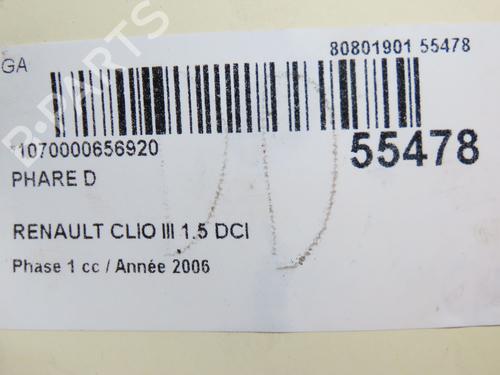 GA
80801901 55478
*1070000656920
55478
PHARE D
RENAULT CLIO III 1.5 DCI
Phase 1 cc / Année 2006
B-PARTS